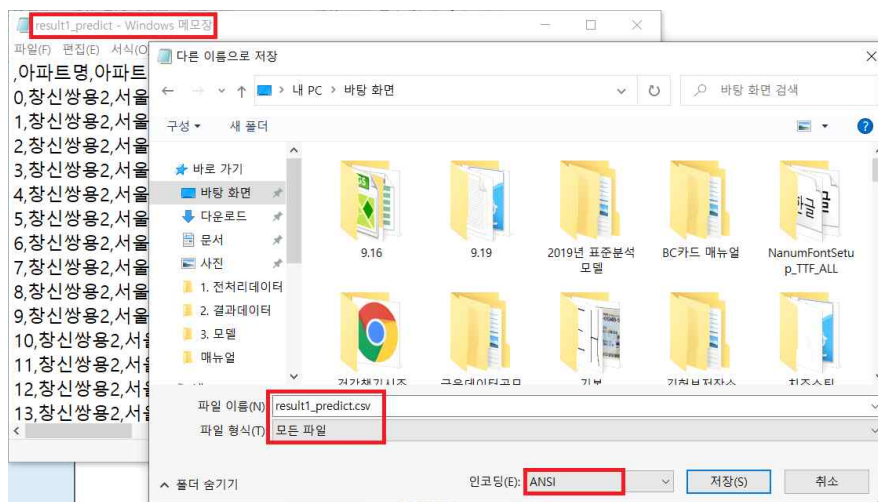 result1_predict - Windows 메모장
파일(F) 편집(E) 서식(O
,아파트명,아파트
0,창신쌍용2,서울
1,창신쌍용2,서울
2,창신쌍용2,서울
3,창신쌍용2,서울
4,창신쌍용2,서울
5,창신쌍용2,서울
6,창신쌍용2,서울
7,창신쌍용2,서울
8,창신쌍용2,서울
9,창신쌍용2,서울
10,창신쌍용2,서울
11,창신쌍용2,서울
12,창신쌍용2,서울
13,창신쌍용2,서울
다른 이름으로 저장
내 PC > 바탕 화면
바탕 화면 검색
구성 새 폴더
바로 가기
바탕 화면
다운로드
문서
사진
1. 전처리데이터
2. 결과데이터
3. 모델
매뉴얼
9.16
9.19
2019년 표준분석
모델
BC카드 매뉴얼
한글
NanumFontSetu
p_TTF_ALL
파일 이름(N) result1_predict.csv
파일 형식(T) 모든 파일
폴더 숨기기
인코딩(E): ANSI
저장(S)
취소